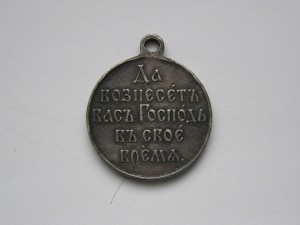 Да
вознесетъ
васъ Господь
въ свое́
время.